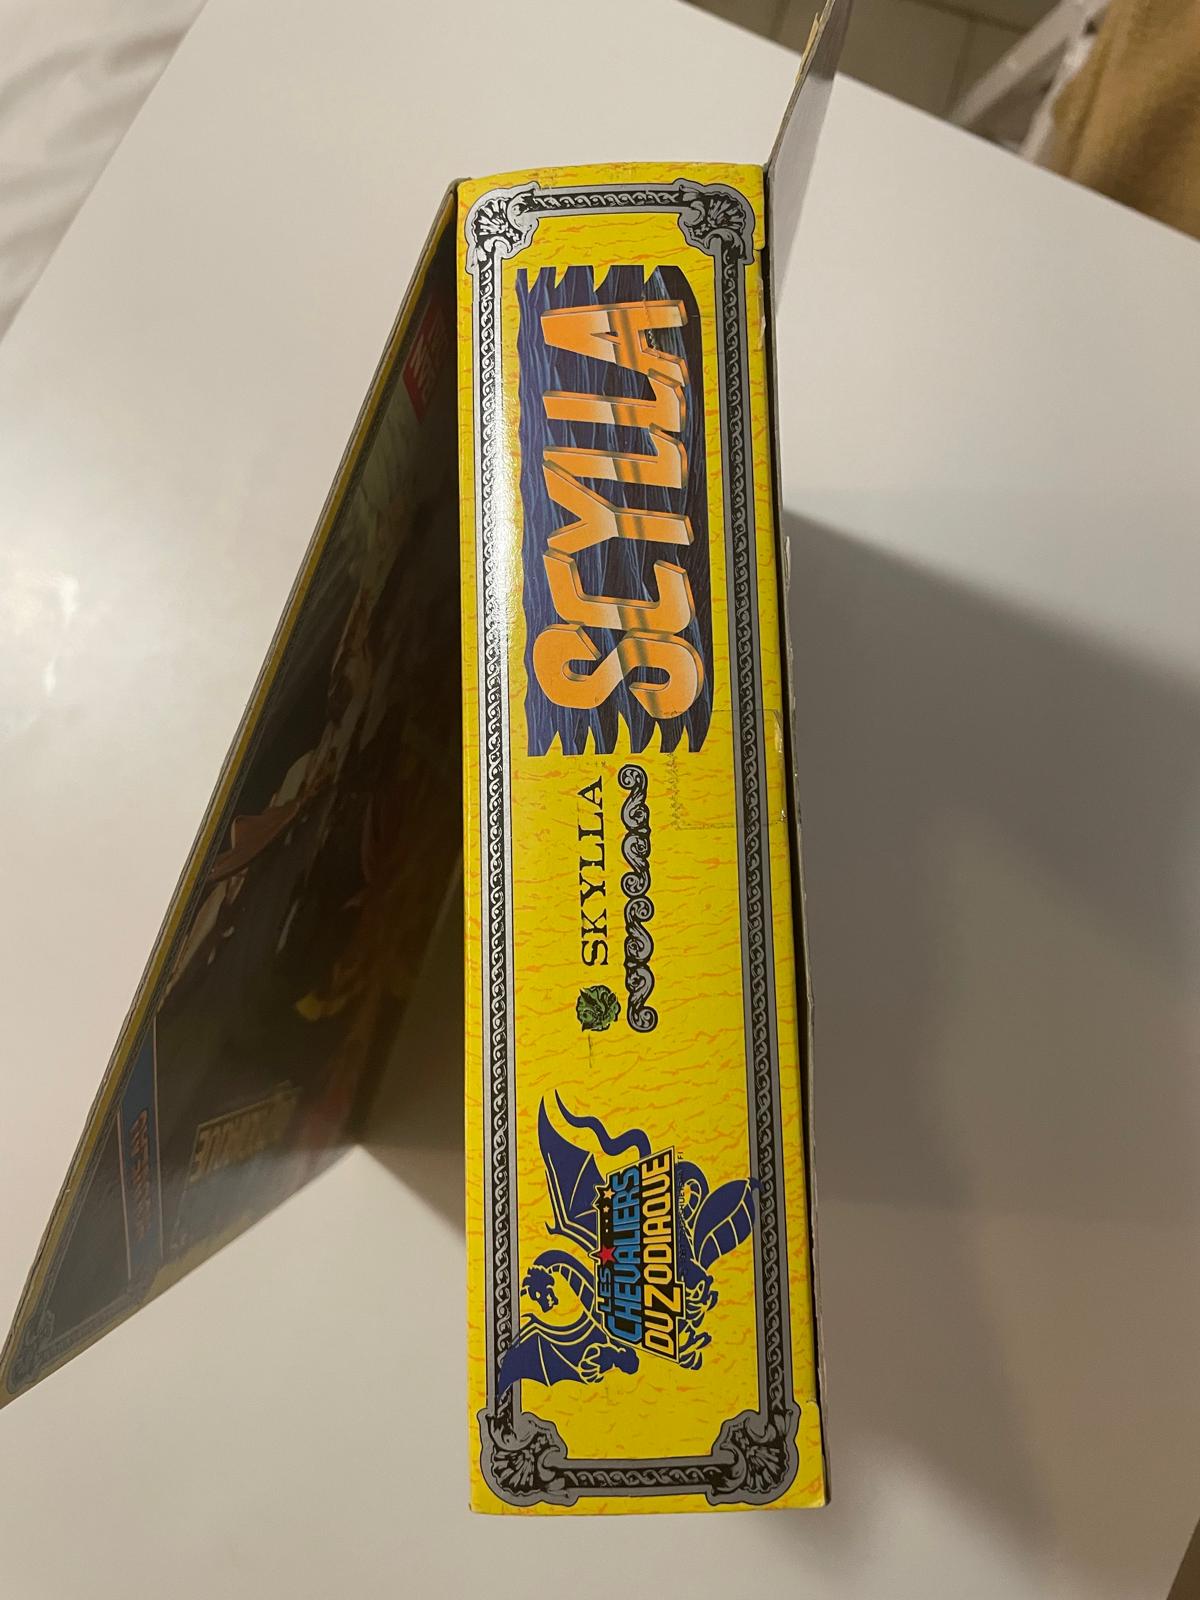 SCYLLA
SKYLLA
LES
CHEVALIERS
DU ZODIAQUE